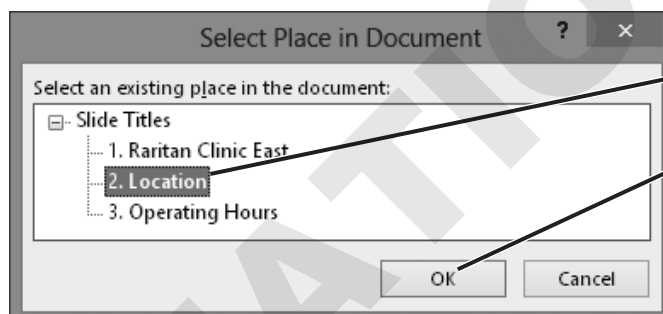 Select Place in Document ? ×
Select an existing place in the document:
Slide Titles
1. Raritan Clinic East
2. Location
3. Operating Hours
OK Cancel